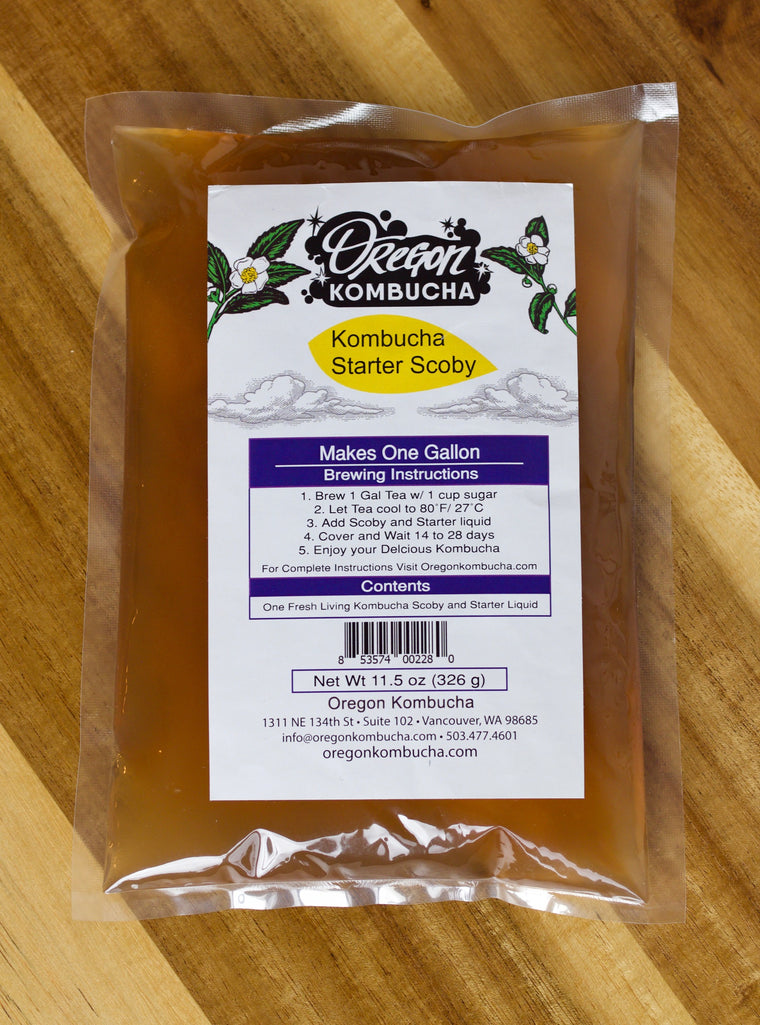 Oregon
KOMBUCHA
Kombucha
Starter Scoby
Makes One Gallon
Brewing Instructions
1. Brew 1 Gal Tea w/ 1 cup sugar
2. Let Tea cool to 80°F/ 27°C
3. Add Scoby and Starter liquid
4. Cover and Wait 14 to 28 days
5. Enjoy your Delcious Kombucha
For Complete Instructions Visit Oregonkombucha.com
Contents
One Fresh Living Kombucha Scoby and Starter Liquid
8 53574 00228 0
Net Wt 11.5 oz (326 g)
Oregon Kombucha
1311 NE 134th St • Suite 102 • Vancouver, WA 98685
info@oregonkombucha.com • 503.477.4601
oregonkombucha.com